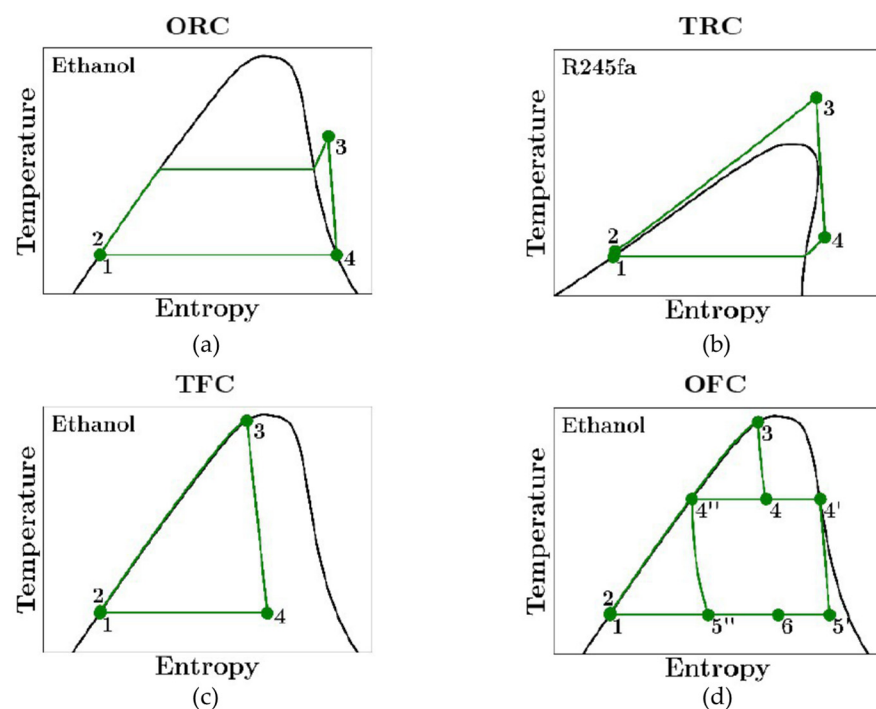 ORC
Ethanol
Temperature
2
1
3
4
Entropy
(a)
TRC
R245fa
Temperature
2
1
3
4
Entropy
(b)
TFC
Ethanol
Temperature
2
1
3
4
Entropy
(c)
OFC
Ethanol
Temperature
3
4''
4
4'
2
1
5''
6
5'
Entropy
(d)